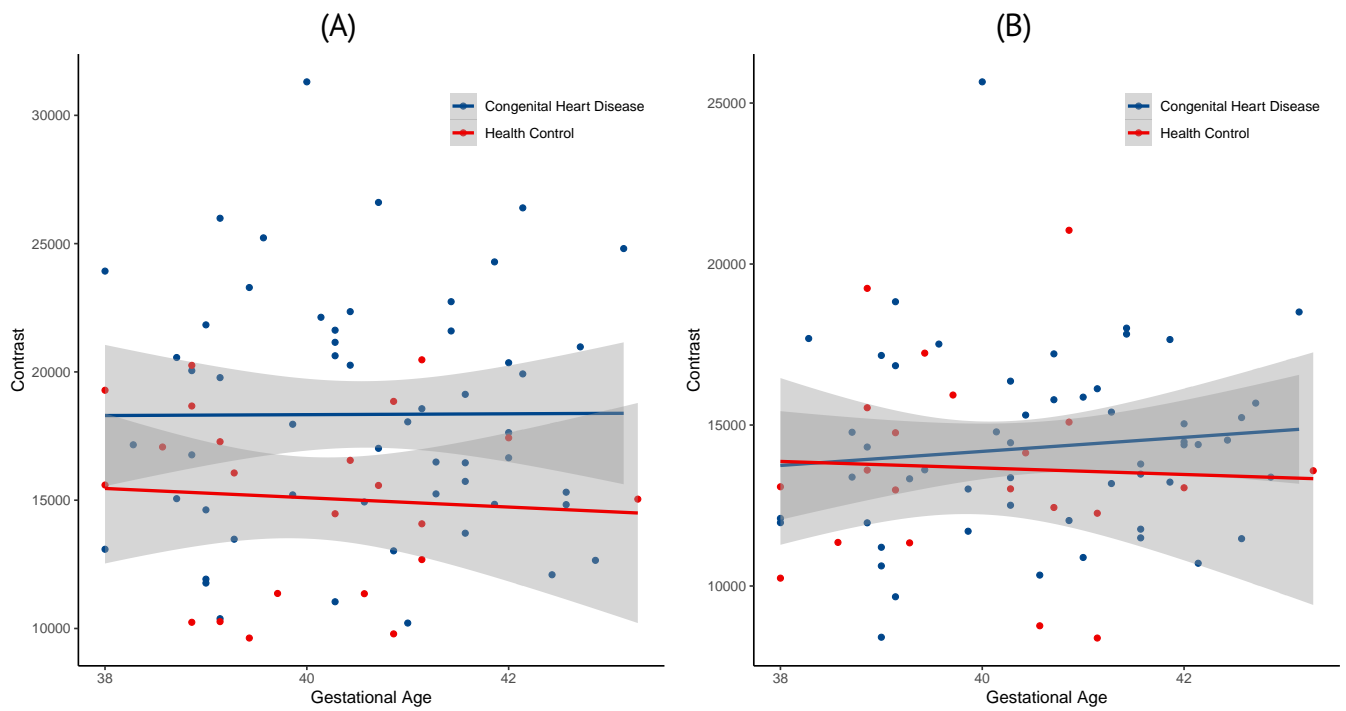 (A)
Contrast
30000
25000
20000
15000
10000
38
40
42
Gestational Age
Congenital Heart Disease
Health Control
(B)
Contrast
25000
20000
15000
10000
38
40
42
Gestational Age
Congenital Heart Disease
Health Control